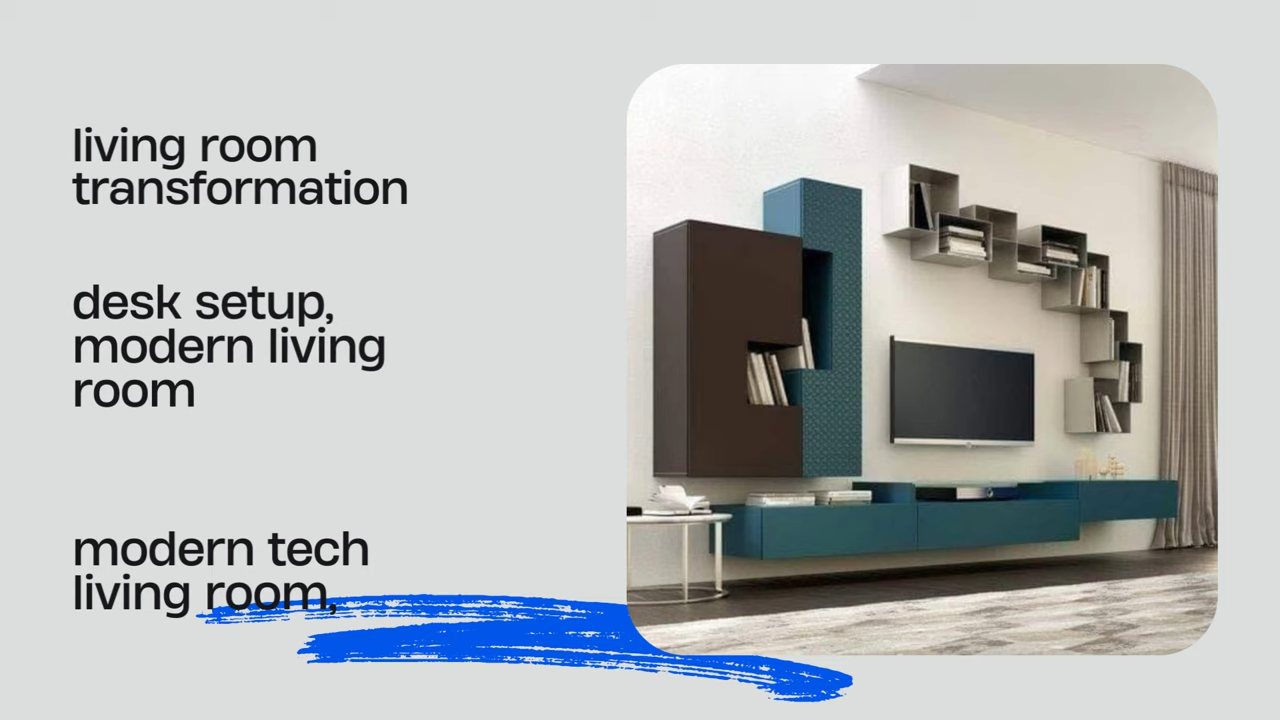 living room
transformation
desk setup,
modern living
room
modern tech
living room,